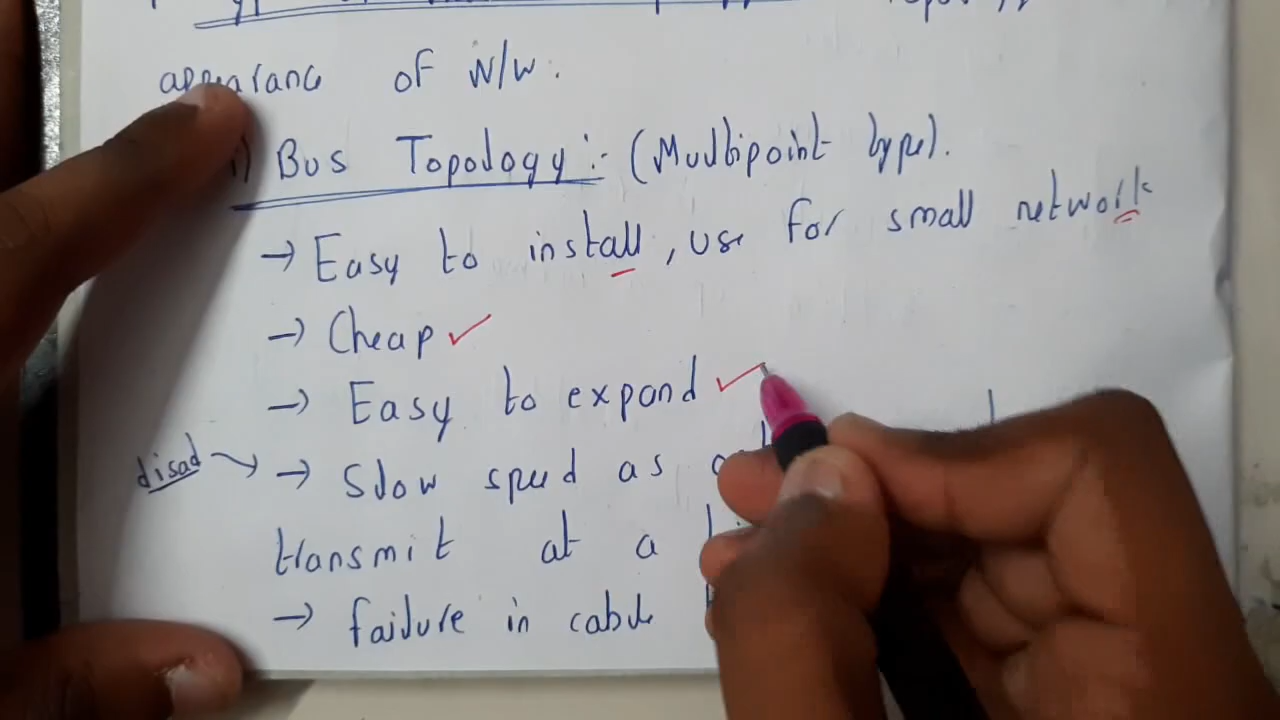 of N/W.
Bus Topology :- (Multipoint type).
→ Easy to install, use for small network
→ Cheap ✓
→ Easy to expand ✓
disad → → Slow speed as
transmit at a
→ failure in cable